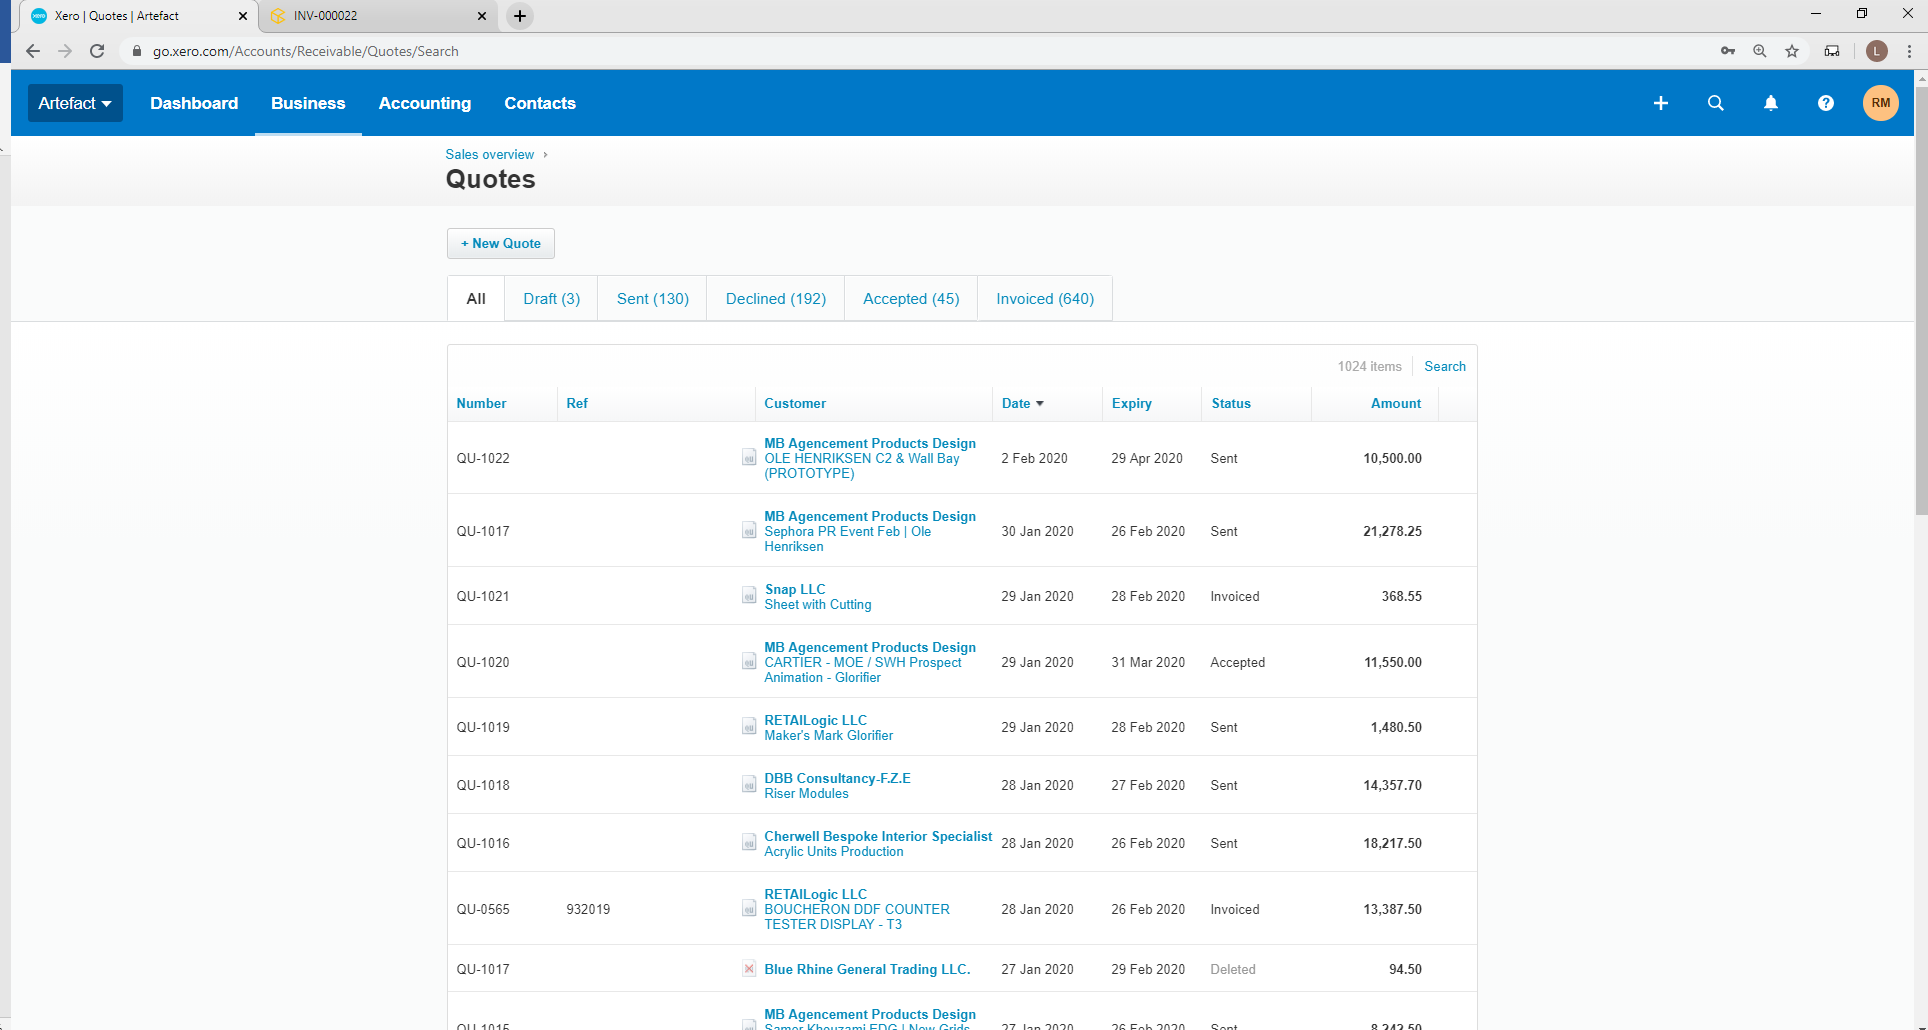 Xero | Quotes | Artefact
INV-000022
go.xero.com/Accounts/Receivable/Quotes/Search
L
Artefact Dashboard Business Accounting Contacts RM
Sales overview ›
Quotes
+ New Quote
All Draft (3) Sent (130) Declined (192) Accepted (45) Invoiced (640)
1024 items Search
Number Ref Customer Date Expiry Status Amount
MB Agencement Products Design
QU-1022 OLE HENRIKSEN C2 & Wall Bay 2 Feb 2020 29 Apr 2020 Sent 10,500.00
(PROTOTYPE)
MB Agencement Products Design
QU-1017 Sephora PR Event Feb | Ole 30 Jan 2020 26 Feb 2020 Sent 21,278.25
Henriksen
Snap LLC
QU-1021 29 Jan 2020 28 Feb 2020 Invoiced 368.55
Sheet with Cutting
MB Agencement Products Design
QU-1020 CARTIER - MOE / SWH Prospect 29 Jan 2020 31 Mar 2020 Accepted 11,550.00
Animation - Glorifier
RETAILogic LLC
QU-1019 29 Jan 2020 28 Feb 2020 Sent 1,480.50
Maker's Mark Glorifier
DBB Consultancy-F.Z.E
QU-1018 28 Jan 2020 27 Feb 2020 Sent 14,357.70
Riser Modules
Cherwell Bespoke Interior Specialist
QU-1016 28 Jan 2020 26 Feb 2020 Sent 18,217.50
Acrylic Units Production
RETAILogic LLC
QU-0565 932019 BOUCHERON DDF COUNTER 28 Jan 2020 26 Feb 2020 Invoiced 13,387.50
TESTER DISPLAY - T3
QU-1017 Blue Rhine General Trading LLC. 27 Jan 2020 29 Feb 2020 Deleted 94.50
MB Agencement Products Design
QU-1015 Samer Khouzami EDG | New Grids 27 Jan 2020 26 Feb 2020 Sent